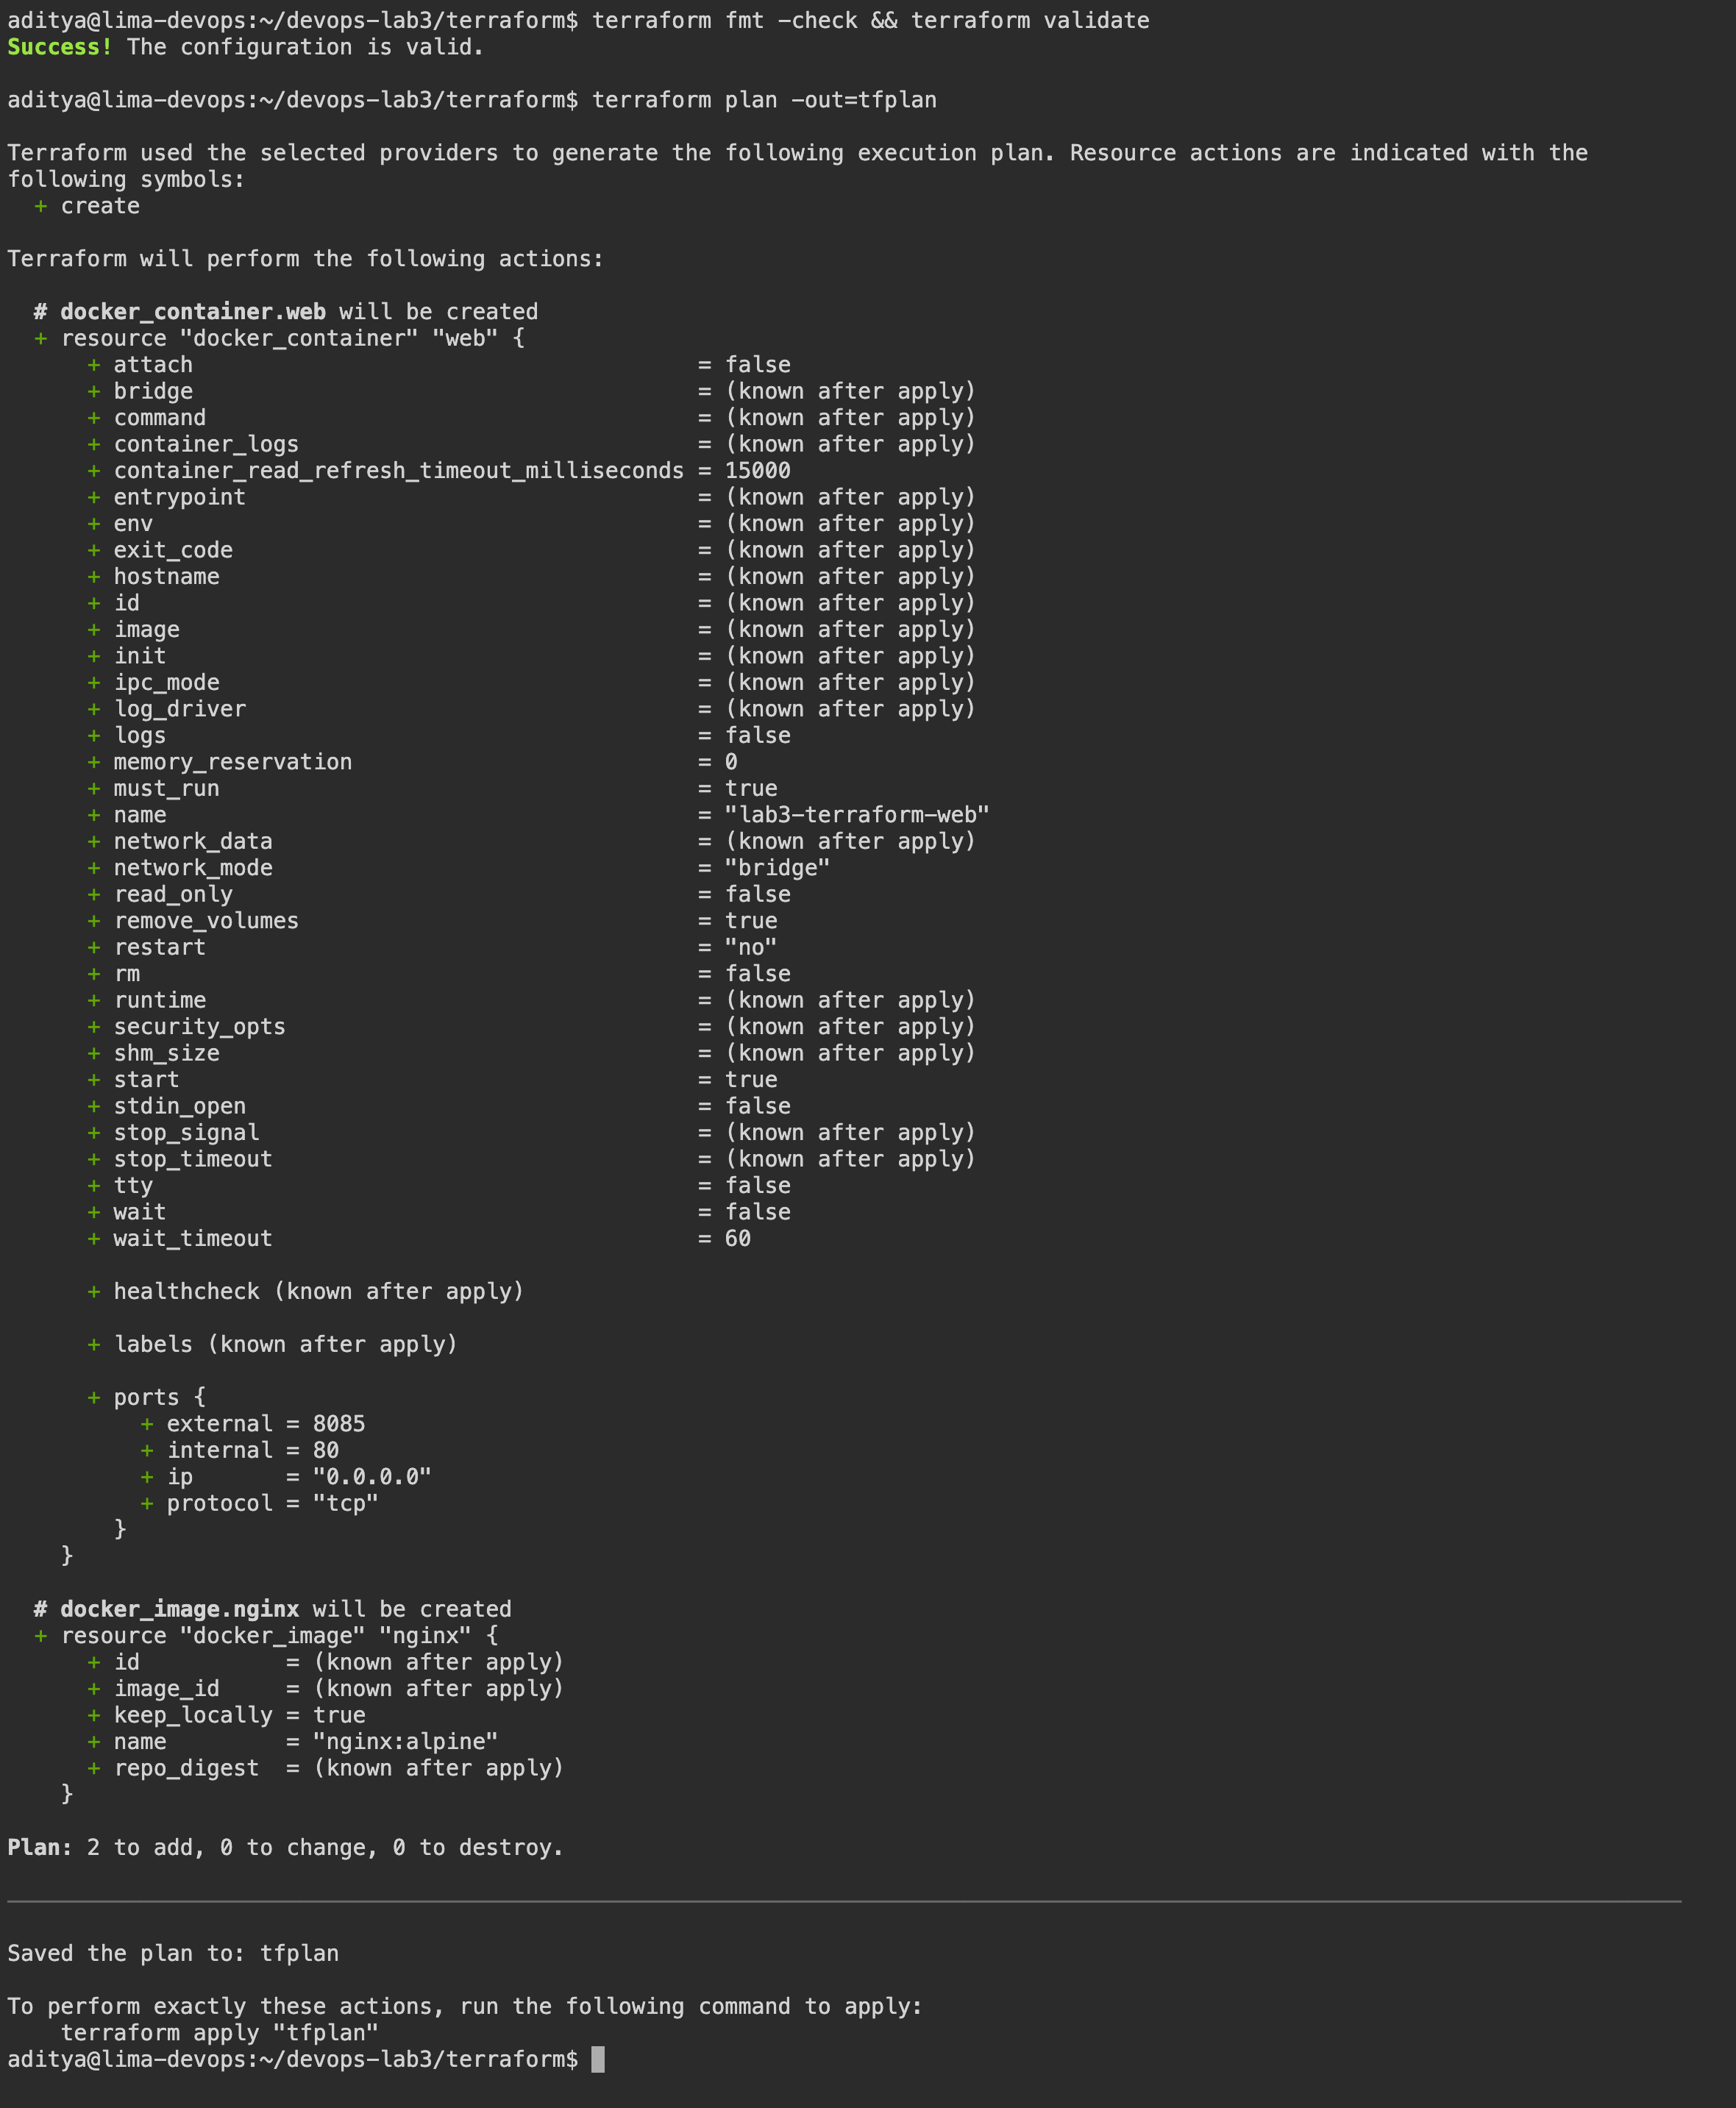 aditya@lima-devops:~/devops-lab3/terraform$ terraform fmt -check && terraform validate
Success! The configuration is valid.
aditya@lima-devops:~/devops-lab3/terraform$ terraform plan -out=tfplan
Terraform used the selected providers to generate the following execution plan. Resource actions are indicated with the
following symbols:
  + create
Terraform will perform the following actions:
  # docker_container.web will be created
  + resource "docker_container" "web" {
      + attach                                      = false
      + bridge                                      = (known after apply)
      + command                                     = (known after apply)
      + container_logs                              = (known after apply)
      + container_read_refresh_timeout_milliseconds = 15000
      + entrypoint                                  = (known after apply)
      + env                                         = (known after apply)
      + exit_code                                   = (known after apply)
      + hostname                                    = (known after apply)
      + id                                          = (known after apply)
      + image                                       = (known after apply)
      + init                                        = (known after apply)
      + ipc_mode                                    = (known after apply)
      + log_driver                                  = (known after apply)
      + logs                                        = false
      + memory_reservation                          = 0
      + must_run                                    = true
      + name                                        = "lab3-terraform-web"
      + network_data                                = (known after apply)
      + network_mode                                = "bridge"
      + read_only                                   = false
      + remove_volumes                              = true
      + restart                                     = "no"
      + rm                                          = false
      + runtime                                     = (known after apply)
      + security_opts                               = (known after apply)
      + shm_size                                    = (known after apply)
      + start                                       = true
      + stdin_open                                  = false
      + stop_signal                                 = (known after apply)
      + stop_timeout                                = (known after apply)
      + tty                                         = false
      + wait                                        = false
      + wait_timeout                                = 60
      + healthcheck (known after apply)
      + labels (known after apply)
      + ports {
          + external = 8085
          + internal = 80
          + ip       = "0.0.0.0"
          + protocol = "tcp"
        }
    }
  # docker_image.nginx will be created
  + resource "docker_image" "nginx" {
      + id           = (known after apply)
      + image_id     = (known after apply)
      + keep_locally = true
      + name         = "nginx:alpine"
      + repo_digest  = (known after apply)
    }
Plan: 2 to add, 0 to change, 0 to destroy.
Saved the plan to: tfplan
To perform exactly these actions, run the following command to apply:
    terraform apply "tfplan"
aditya@lima-devops:~/devops-lab3/terraform$